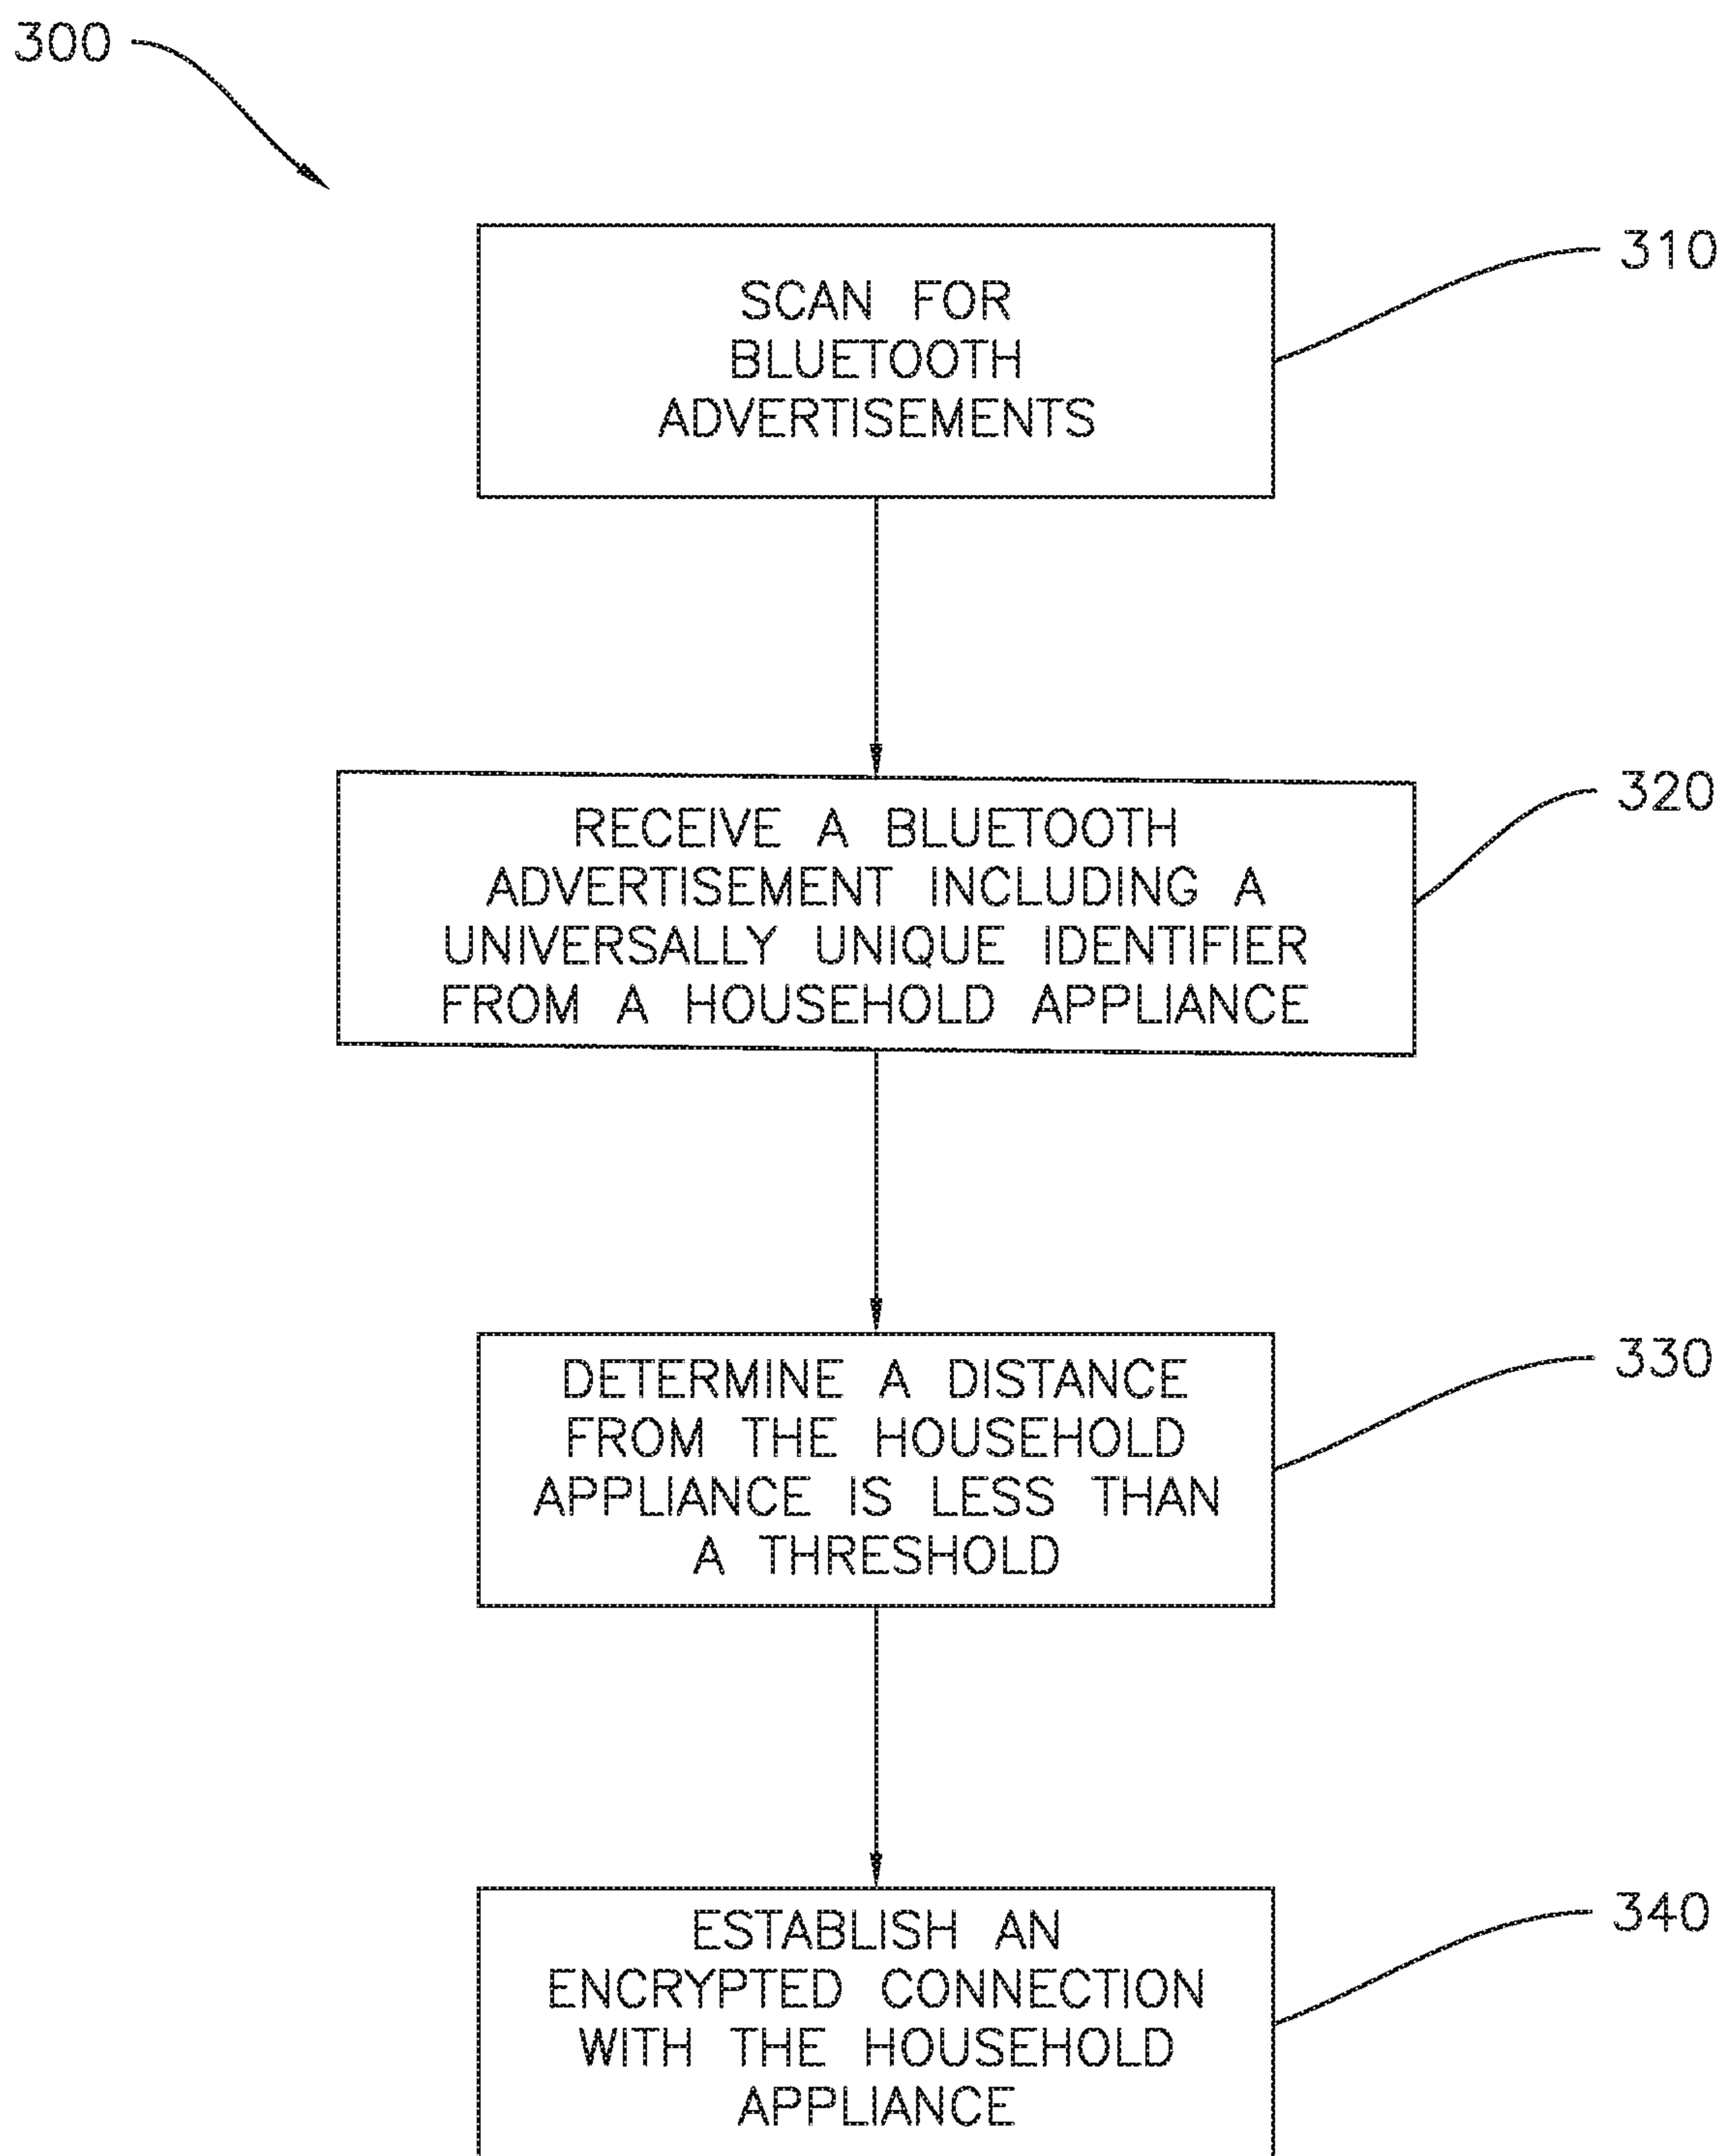 300
310
SCAN FOR
BLUETOOTH
ADVERTISEMENTS
320
RECEIVE A BLUETOOTH
ADVERTISEMENT INCLUDING A
UNIVERSALLY UNIQUE IDENTIFIER
FROM A HOUSEHOLD APPLIANCE
330
DETERMINE A DISTANCE
FROM THE HOUSEHOLD
APPLIANCE IS LESS THAN
A THRESHOLD
340
ESTABLISH AN
ENCRYPTED CONNECTION
WITH THE HOUSEHOLD
APPLIANCE